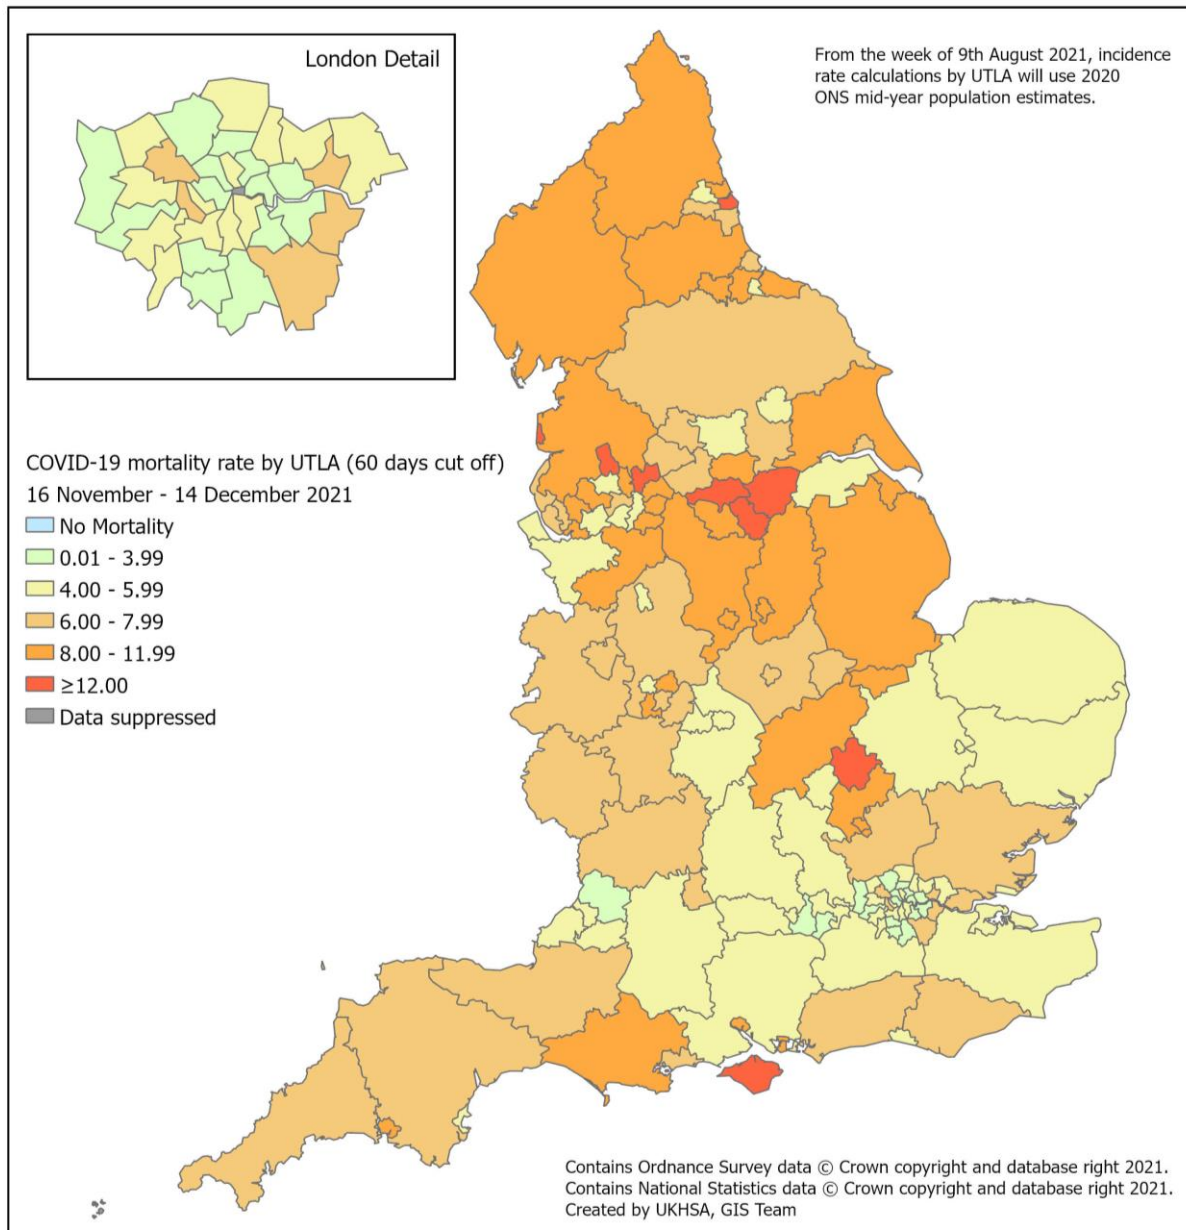 London Detail
From the week of 9th August 2021, incidence
rate calculations by UTLA will use 2020
ONS mid-year population estimates.
COVID-19 mortality rate by UTLA (60 days cut off)
16 November - 14 December 2021
No Mortality
0.01 - 3.99
4.00 - 5.99
6.00 - 7.99
8.00 - 11.99
≥12.00
Data suppressed
Contains Ordnance Survey data © Crown copyright and database right 2021.
Contains National Statistics data © Crown copyright and database right 2021.
Created by UKHSA, GIS Team